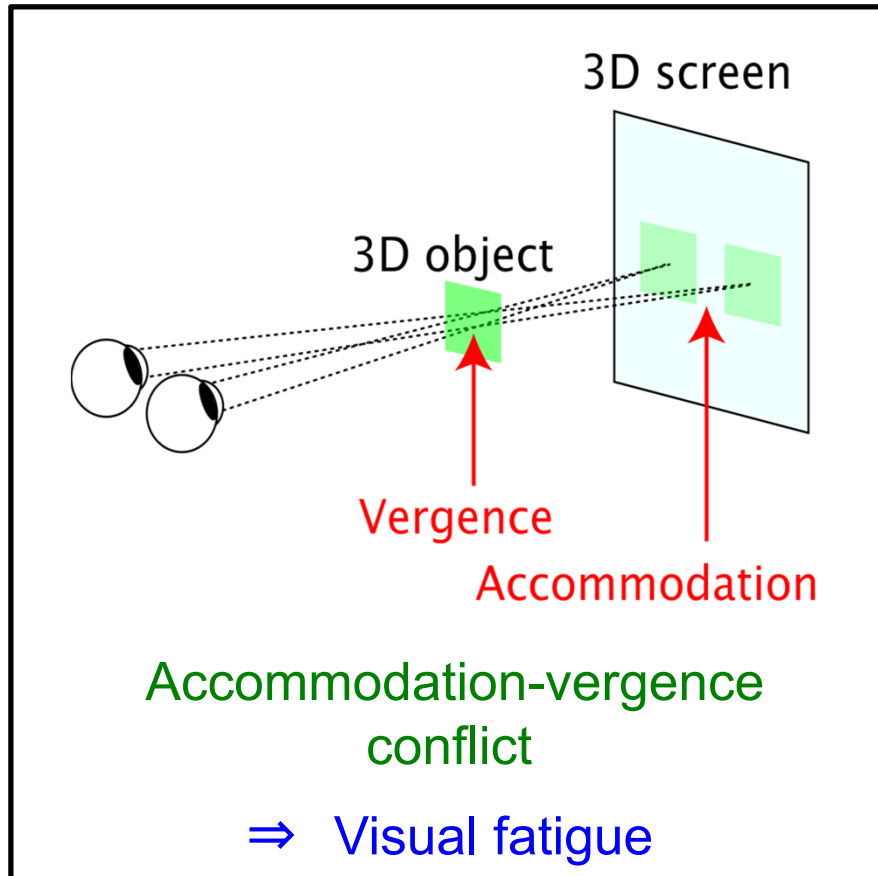 3D screen
3D object
Vergence
Accommodation
Accommodation-vergence
conflict
⇒ Visual fatigue